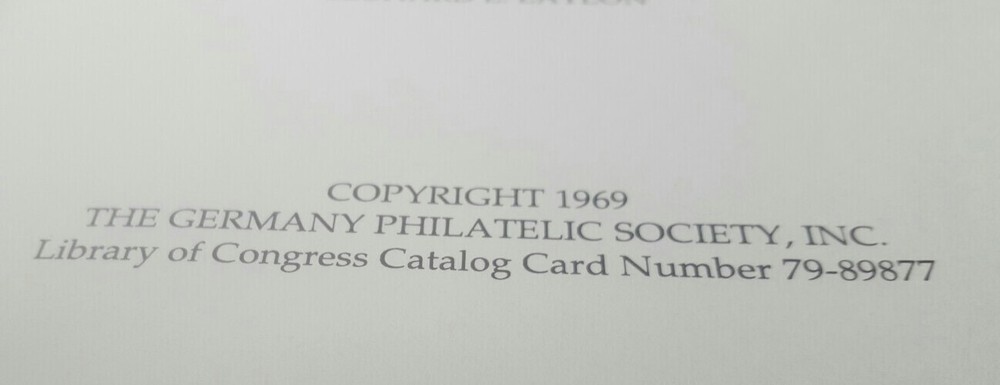 COPYRIGHT 1969
THE GERMANY PHILATELIC SOCIETY, INC.
Library of Congress Catalog Card Number 79-89877